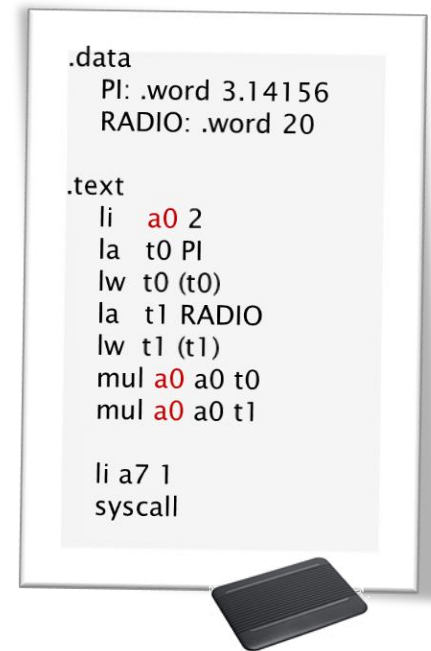 .data
PI: .word 3.14156
RADIO: .word 20
.text
li a0 2
la t0 PI
lw t0 (t0)
la t1 RADIO
lw t1 (t1)
mul a0 a0 t0
mul a0 a0 t1
li a7 1
syscall